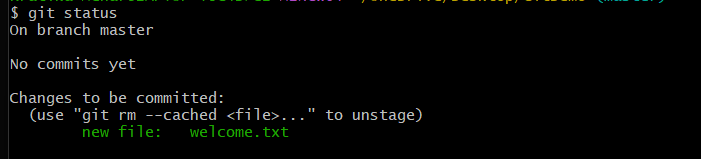 $ git status
On branch master
No commits yet
Changes to be committed:
(use "git rm --cached <file>..." to unstage)
new file: welcome.txt